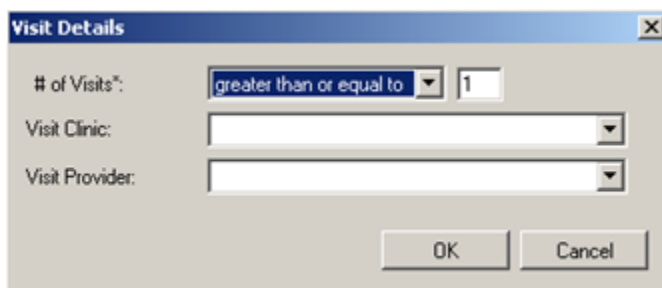 Visit Details
# of Visits*: greater than or equal to 1
Visit Clinic:
Visit Provider:
OK Cancel